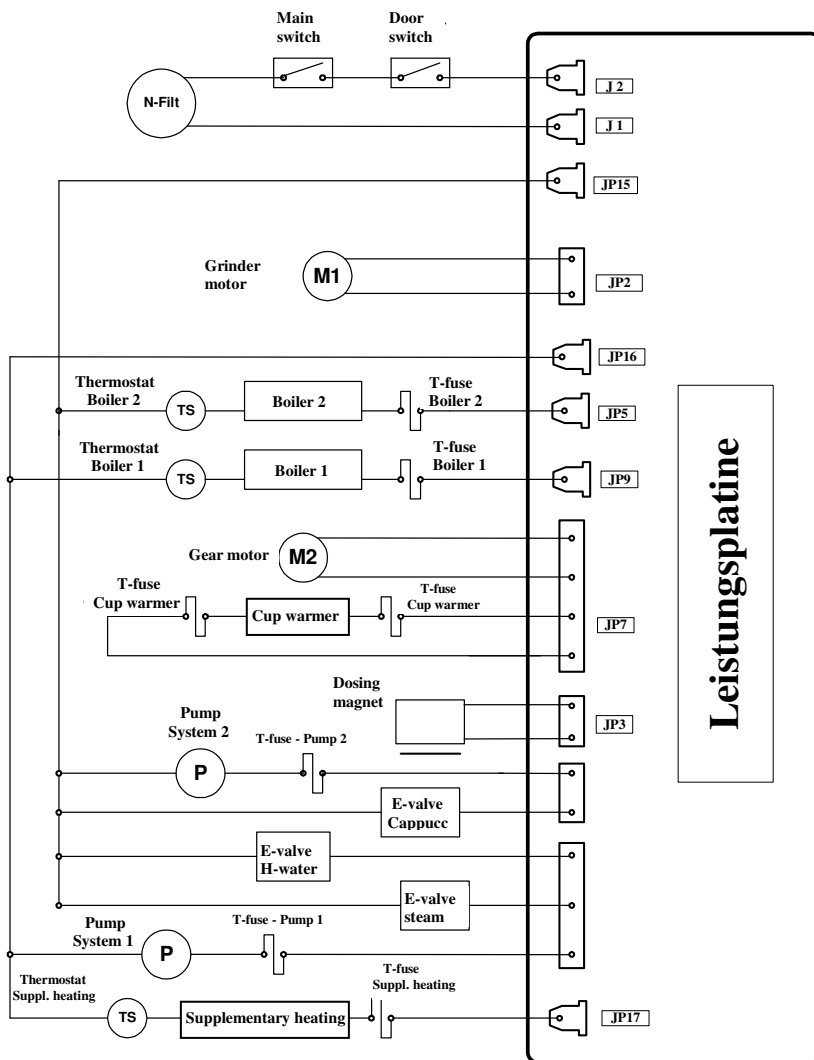 Main
switch
Door
switch
N-Filt
J 2
J 1
JP15
Grinder
motor
M1
JP2
JP16
Thermostat
Boiler 2
TS
Boiler 2
T-fuse
Boiler 2
JP5
Thermostat
Boiler 1
TS
Boiler 1
T-fuse
Boiler 1
JP9
Gear motor
M2
T-fuse
Cup warmer
Cup warmer
T-fuse
Cup warmer
JP7
Leistungsplatine
Dosing
magnet
JP3
Pump
System 2
P
T-fuse - Pump 2
E-valve
Cappucc
E-valve
H-water
E-valve
steam
Pump
System 1
P
T-fuse - Pump 1
Thermostat
Suppl. heating
TS
Supplementary heating
T-fuse
Suppl. heating
JP17